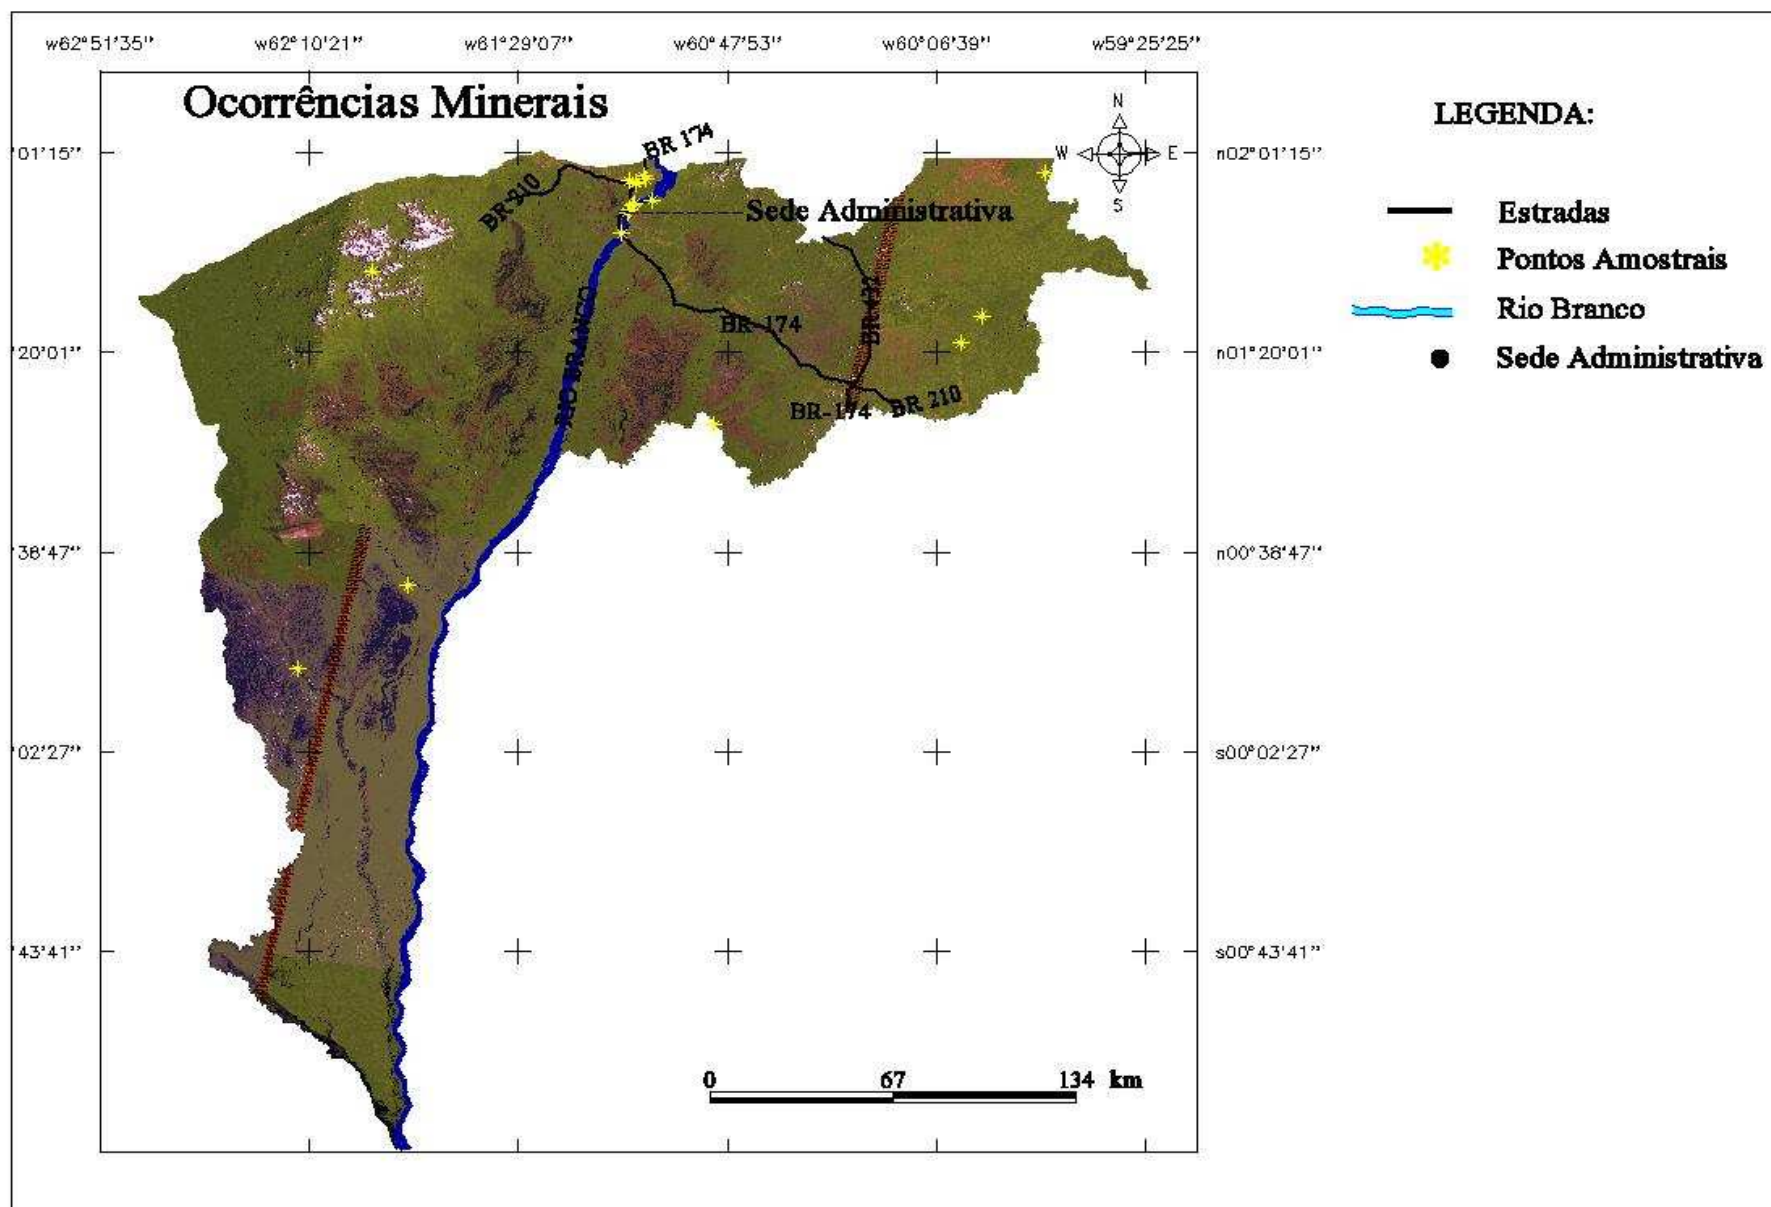 w62°51'35" w62°10'21" w61°29'07" w60°47'53" w60°06'39" w59°25'25"
Ocorrências Minerais
N
W E
S
LEGENDA:
BR 174
'01'15" n02°01'15"
BR 210
Sede Administrativa
Estradas
Pontos Amostrais
Rio Branco
Sede Administrativa
RIO BRANCO
BR-174
'20'01" n01°20'01"
BR-174
BR 210
'38'47" n00°38'47"
'02'27" s00°02'27"
'43'41" s00°43'41"
0 67 134 km